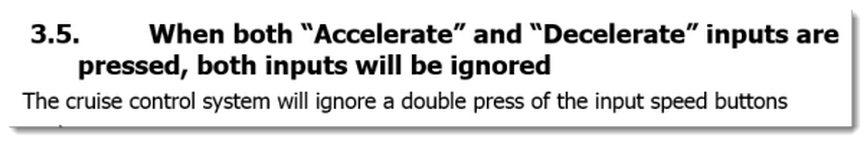 3.5. When both “Accelerate” and “Decelerate” inputs are
pressed, both inputs will be ignored
The cruise control system will ignore a double press of the input speed buttons